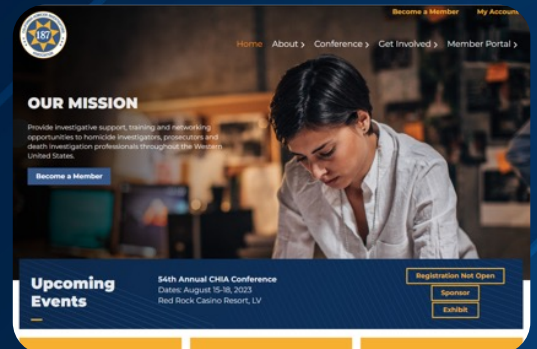 Become a Member My Account
187
Home About Conference Get Involved Member Portal
OUR MISSION
Provide investigative support, training and networking
opportunities to homicide investigators, prosecutors and
death investigation professionals throughout the Western
United States.
Become a Member
Upcoming
Events
54th Annual CHIA Conference
Dates: August 15-18, 2023
Red Rock Casino Resort, LV
Registration Not Open
Sponsor
Exhibit